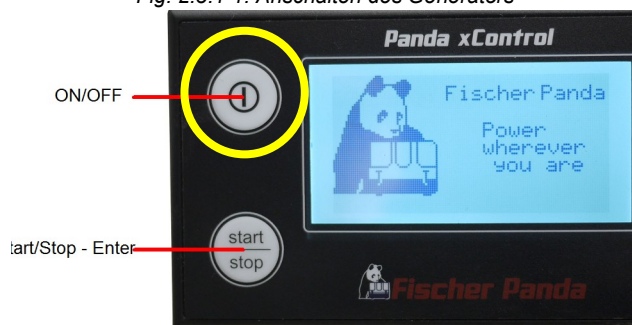 Fig. 2.3.1-1: Anschalten des Generators
Panda xControl
ON/OFF
Fischer Panda
Power
wherever
you are
tart/Stop - Enter
start
stop
Fischer Panda